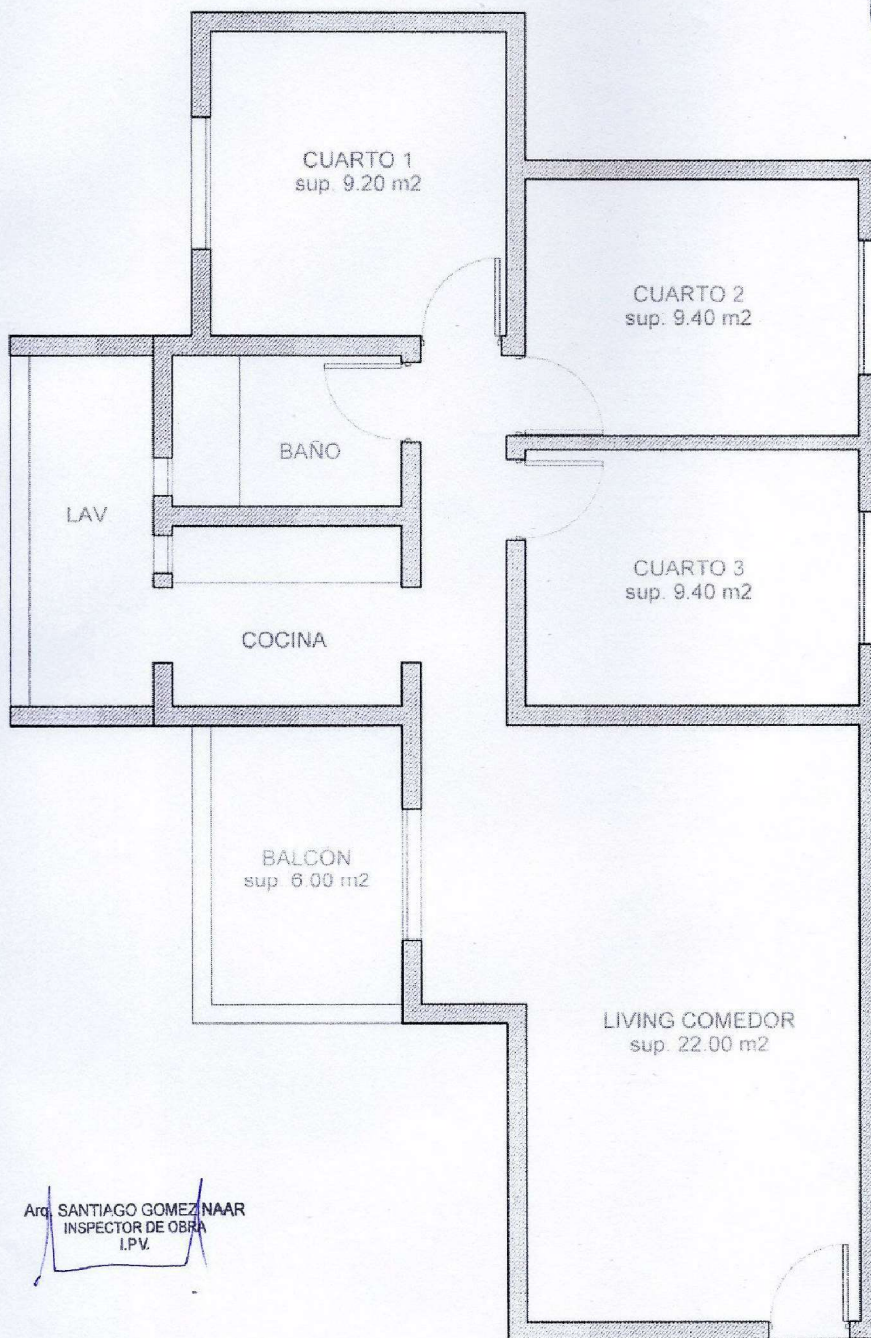 CUARTO 1
sup. 9.20 m2
CUARTO 2
sup. 9.40 m2
BAÑO
LAV
CUARTO 3
sup. 9.40 m2
COCINA
BALCÓN
sup. 6.00 m2
LIVING COMEDOR
sup. 22.00 m2
Arq. SANTIAGO GOMEZ NAAR
INSPECTOR DE OBRA
I.P.V.